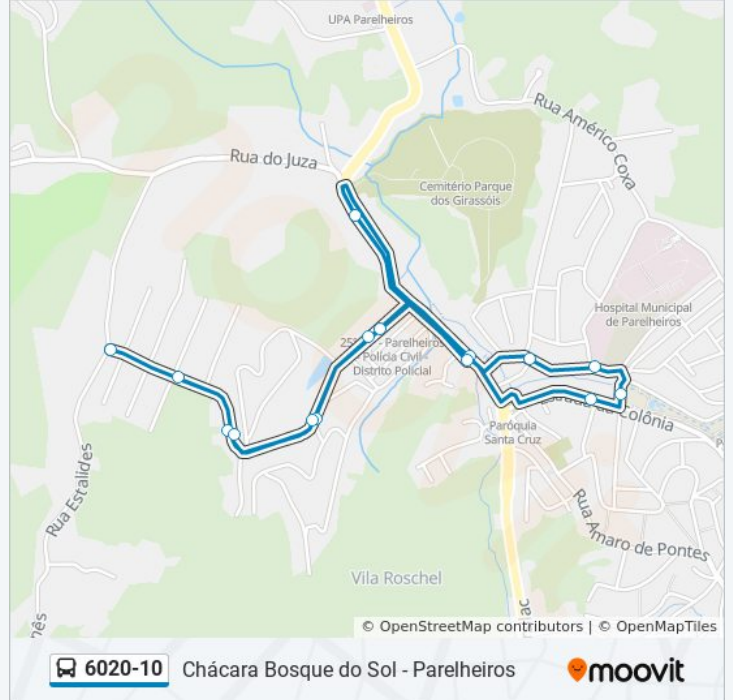 UPA Parelheiros
Rua Américo Coxa
Rua do Juza
Cemitério Parque
dos Girassóis
Hospital Municipal
de Parelheiros
- Parelheiros
Polícia Civil
Distrito Policial
Colônia
Paróquia
Santa Cruz
Rua Estalides
Rua Amaro de Pontes
Vila Roschel
© OpenStreetMap contributors | © OpenMapTiles
6020-10 Chácara Bosque do Sol - Parelheiros
moovit